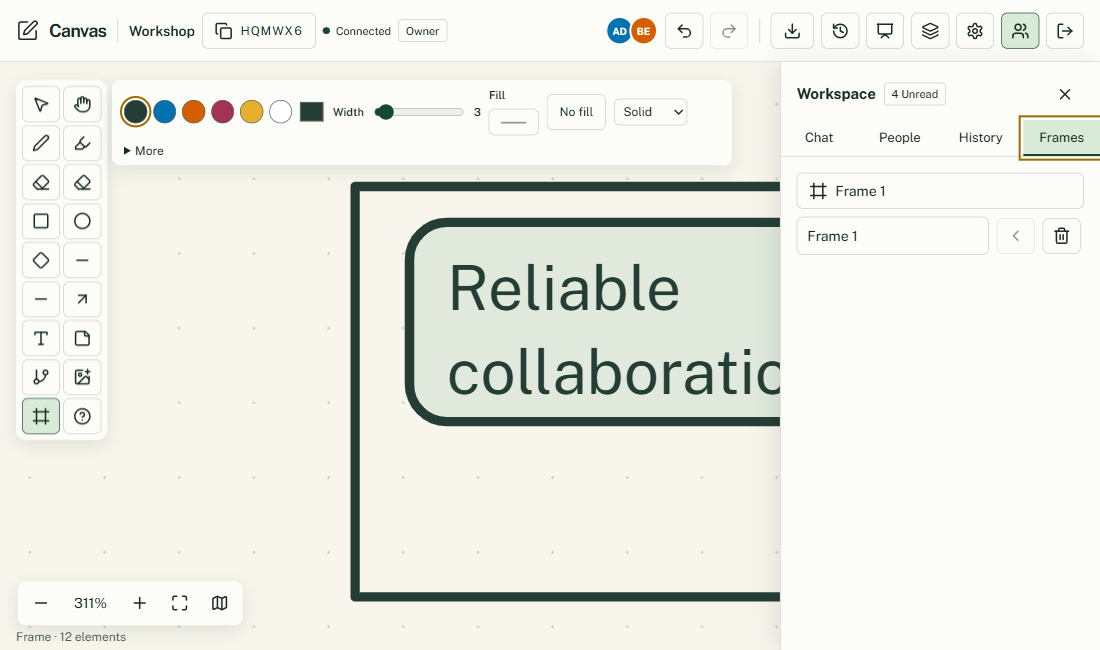 Canvas
Workshop
HQMWX6
Connected
Owner
AD
BE
Width
3
Fill
No fill
Solid
More
Workspace
4 Unread
Chat
People
History
Frames
Frame 1
Frame 1
Reliable
collaboratio
311%
Frame · 12 elements